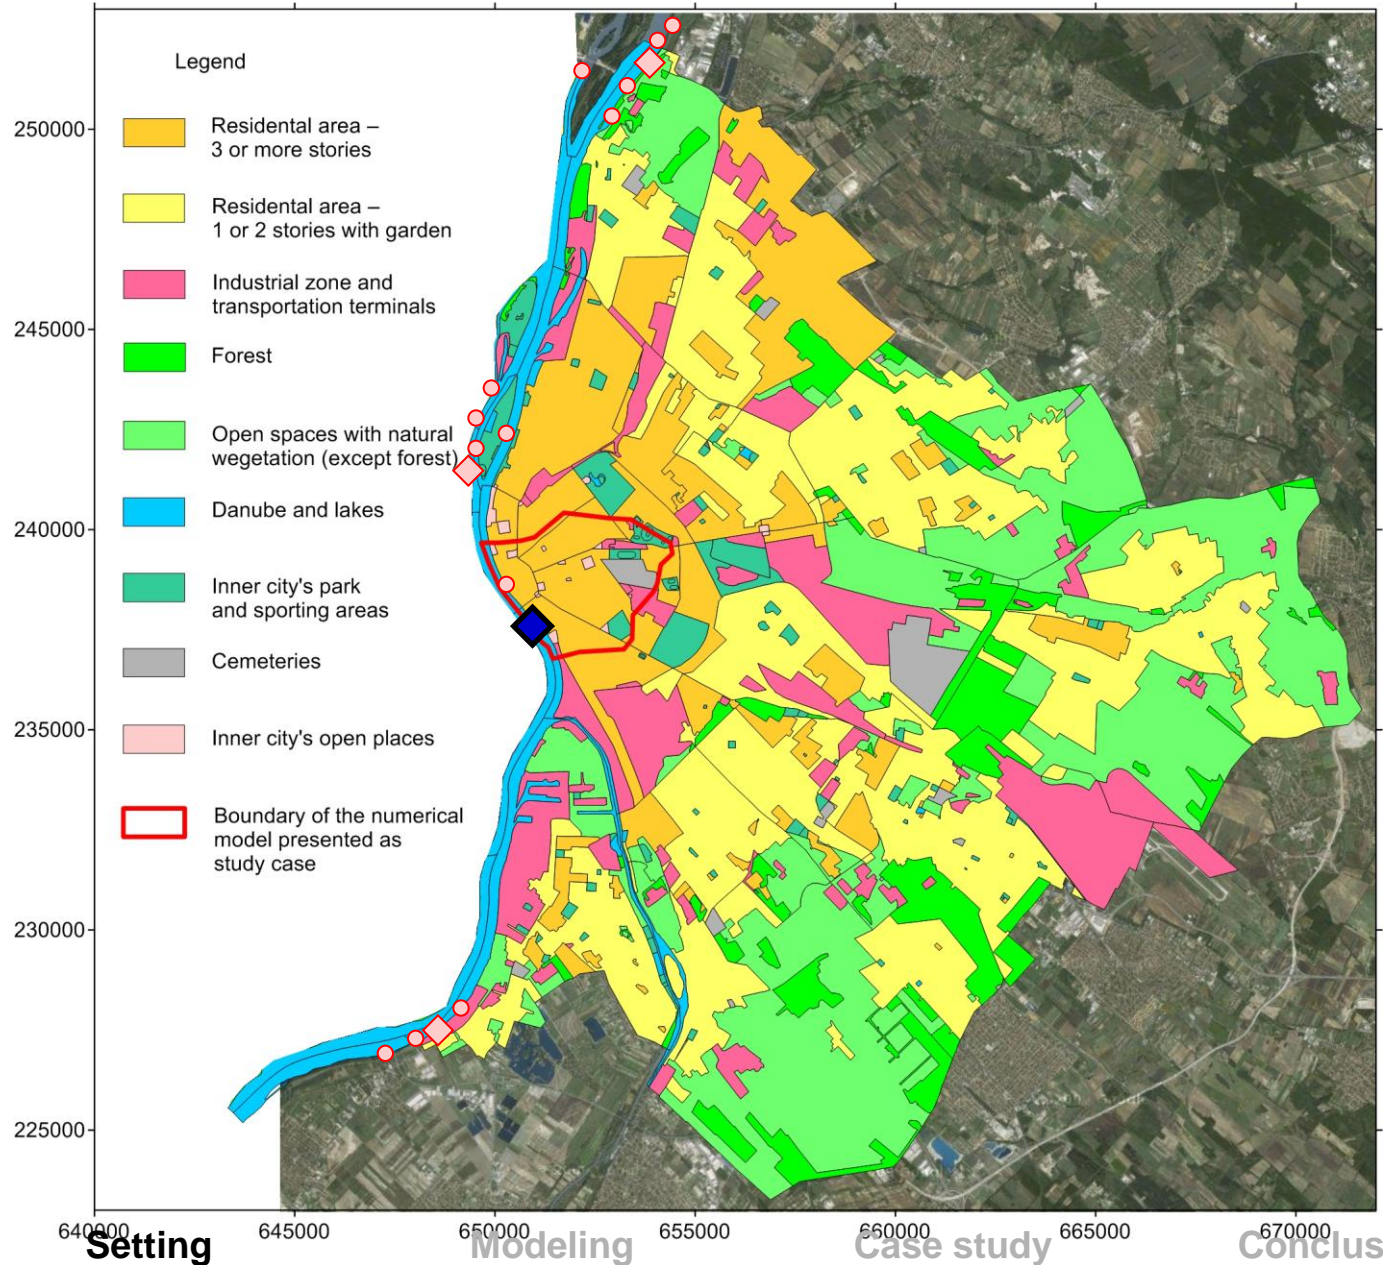 Legend
Residental area –
3 or more stories
Residental area –
1 or 2 stories with garden
Industrial zone and
transportation terminals
Forest
Open spaces with natural
wegetation (except forest)
Danube and lakes
Inner city's park
and sporting areas
Cemeteries
Inner city's open places
Boundary of the numerical
model presented as
study case
250000
245000
240000
235000
230000
225000
640000 645000 650000 655000 660000 665000 670000
Setting Modeling Case study Conclus